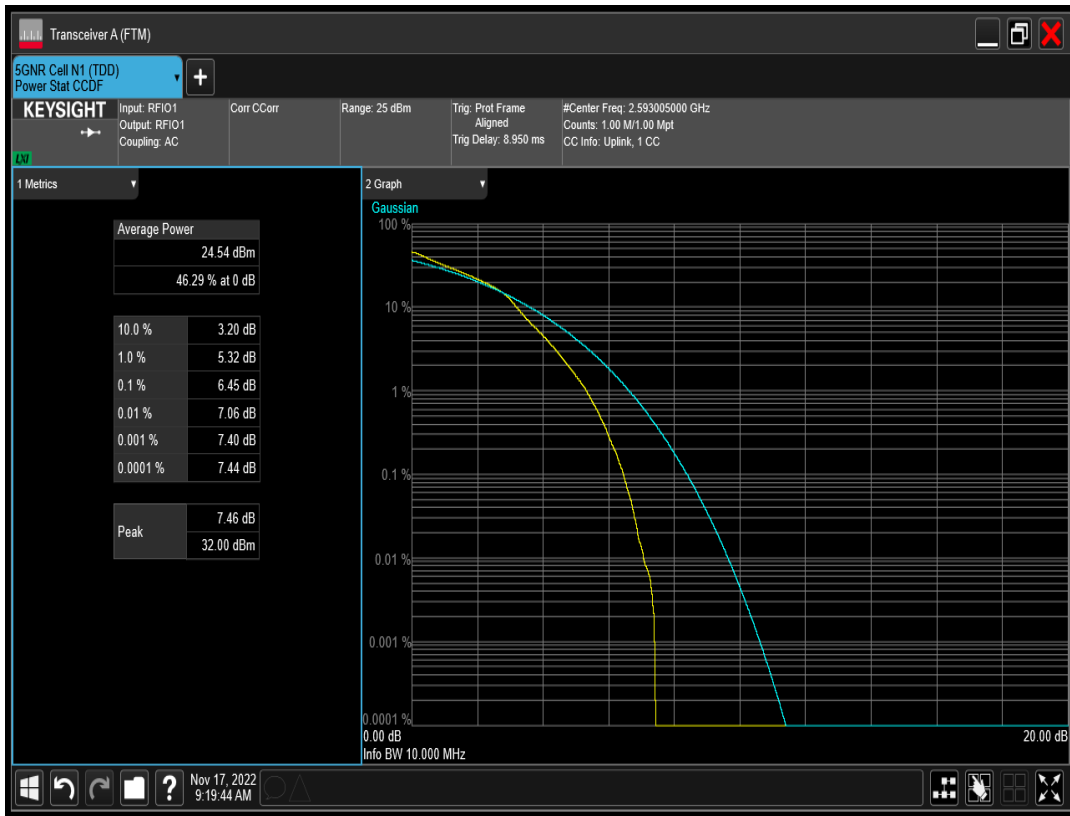 Transceiver A (FTM)
5GNR Cell N1 (TDD)
Power Stat CCDF
+
KEYSIGHT
LXI
Input: RFIO1
Output: RFIO1
Coupling: AC
Corr CCorr
Range: 25 dBm
Trig: Prot Frame
Aligned
Trig Delay: 8.950 ms
#Center Freq: 2.593005000 GHz
Counts: 1.00 M/1.00 Mpt
CC Info: Uplink, 1 CC
1 Metrics
Average Power
24.54 dBm
46.29 % at 0 dB
10.0 % 3.20 dB
1.0 % 5.32 dB
0.1 % 6.45 dB
0.01 % 7.06 dB
0.001 % 7.40 dB
0.0001 % 7.44 dB
Peak
7.46 dB
32.00 dBm
2 Graph
Gaussian
100 %
10 %
1 %
0.1 %
0.01 %
0.001 %
0.0001 %
0.00 dB 20.00 dB
Info BW 10.000 MHz
?
Nov 17, 2022
9:19:44 AM